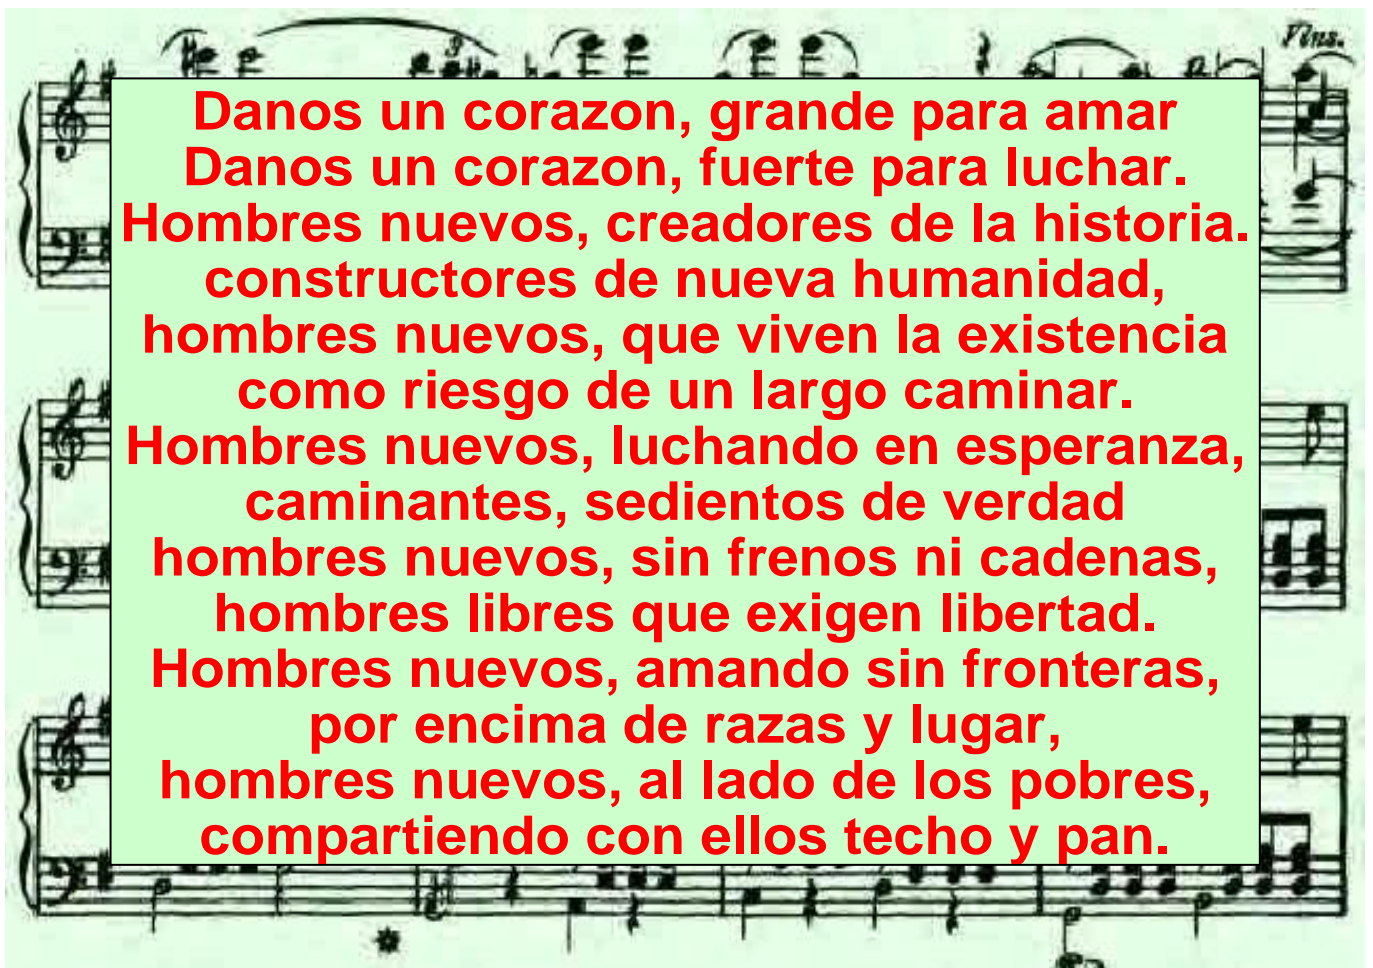 Vlns.
Danos un corazon, grande para amar
Danos un corazon, fuerte para luchar.
Hombres nuevos, creadores de la historia.
constructores de nueva humanidad,
hombres nuevos, que viven la existencia
como riesgo de un largo caminar.
Hombres nuevos, luchando en esperanza,
caminantes, sedientos de verdad
hombres nuevos, sin frenos ni cadenas,
hombres libres que exigen libertad.
Hombres nuevos, amando sin fronteras,
por encima de razas y lugar,
hombres nuevos, al lado de los pobres,
compartiendo con ellos techo y pan.